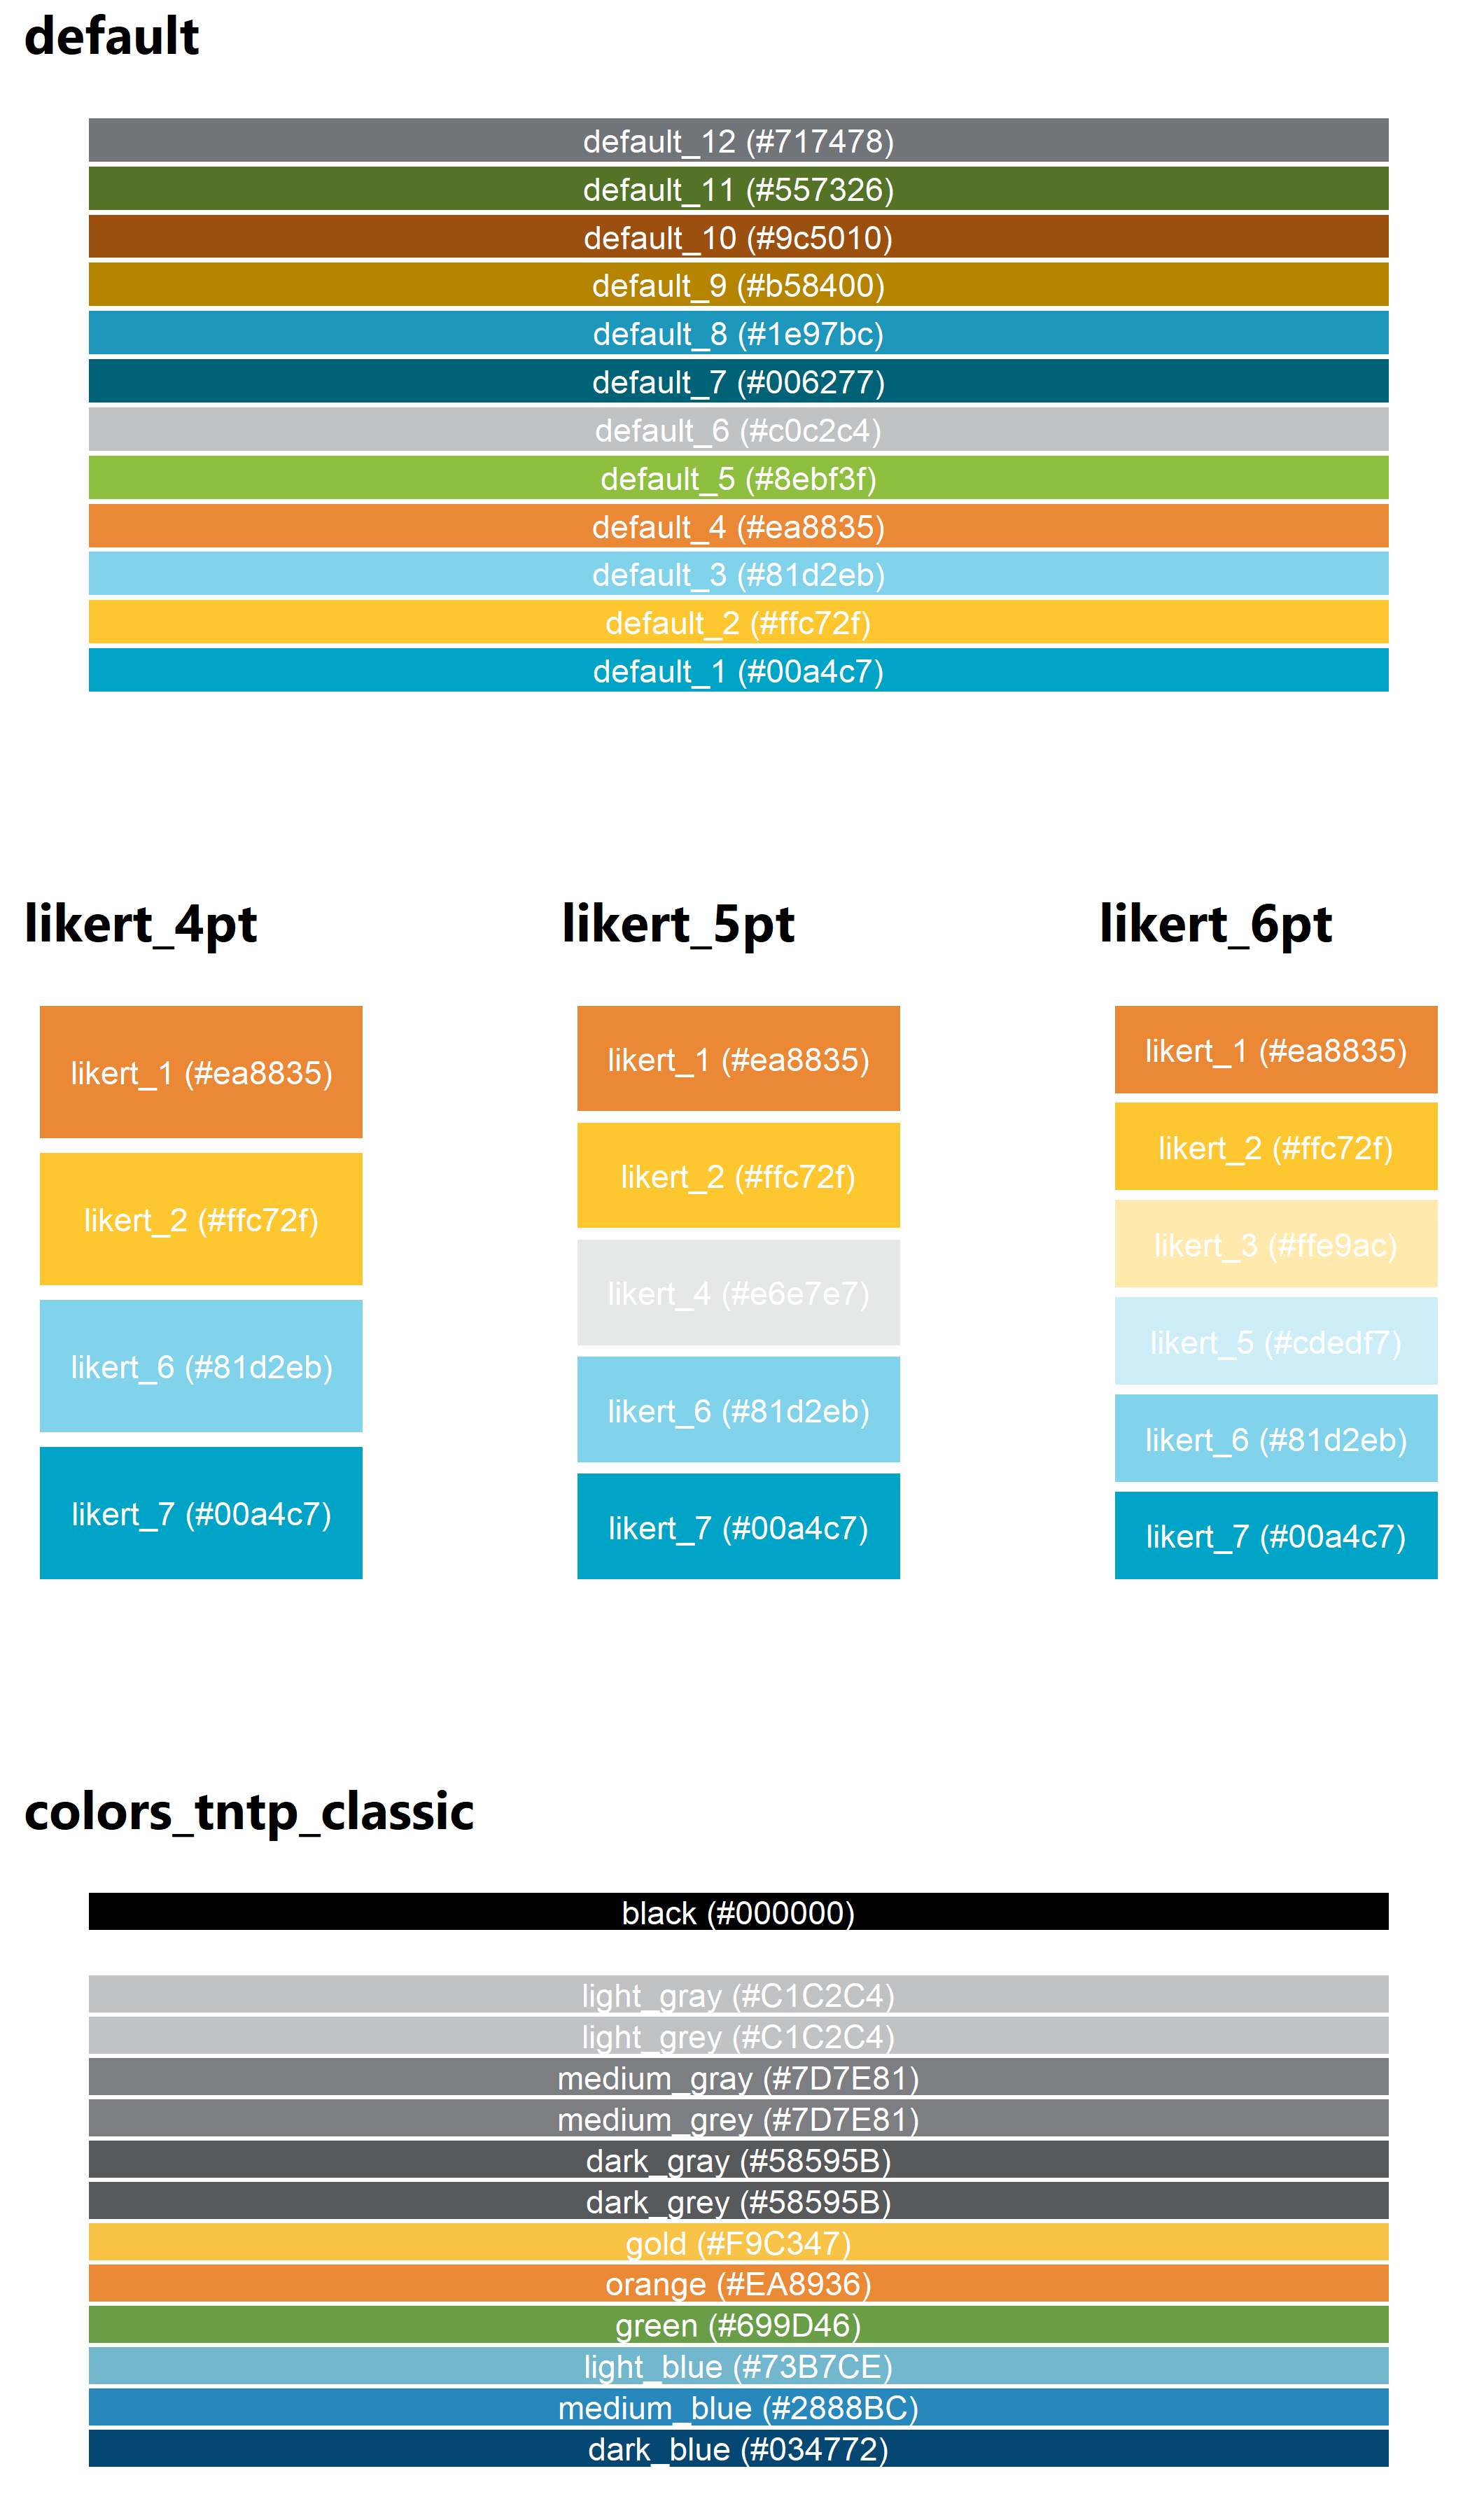 default
default_12 (#717478)
default_11 (#557326)
default_10 (#9c5010)
default_9 (#b58400)
default_8 (#1e97bc)
default_7 (#006277)
default_6 (#c0c2c4)
default_5 (#8ebf3f)
default_4 (#ea8835)
default_3 (#81d2eb)
default_2 (#ffc72f)
default_1 (#00a4c7)
likert_4pt
likert_1 (#ea8835)
likert_2 (#ffc72f)
likert_6 (#81d2eb)
likert_7 (#00a4c7)
likert_5pt
likert_1 (#ea8835)
likert_2 (#ffc72f)
likert_4 (#e6e7e7)
likert_6 (#81d2eb)
likert_7 (#00a4c7)
likert_6pt
likert_1 (#ea8835)
likert_2 (#ffc72f)
likert_3 (#ffe9ac)
likert_5 (#cdedf7)
likert_6 (#81d2eb)
likert_7 (#00a4c7)
colors_tntp_classic
black (#000000)
light_gray (#C1C2C4)
light_grey (#C1C2C4)
medium_gray (#7D7E81)
medium_grey (#7D7E81)
dark_gray (#58595B)
dark_grey (#58595B)
gold (#F9C347)
orange (#EA8936)
green (#699D46)
light_blue (#73B7CE)
medium_blue (#2888BC)
dark_blue (#034772)